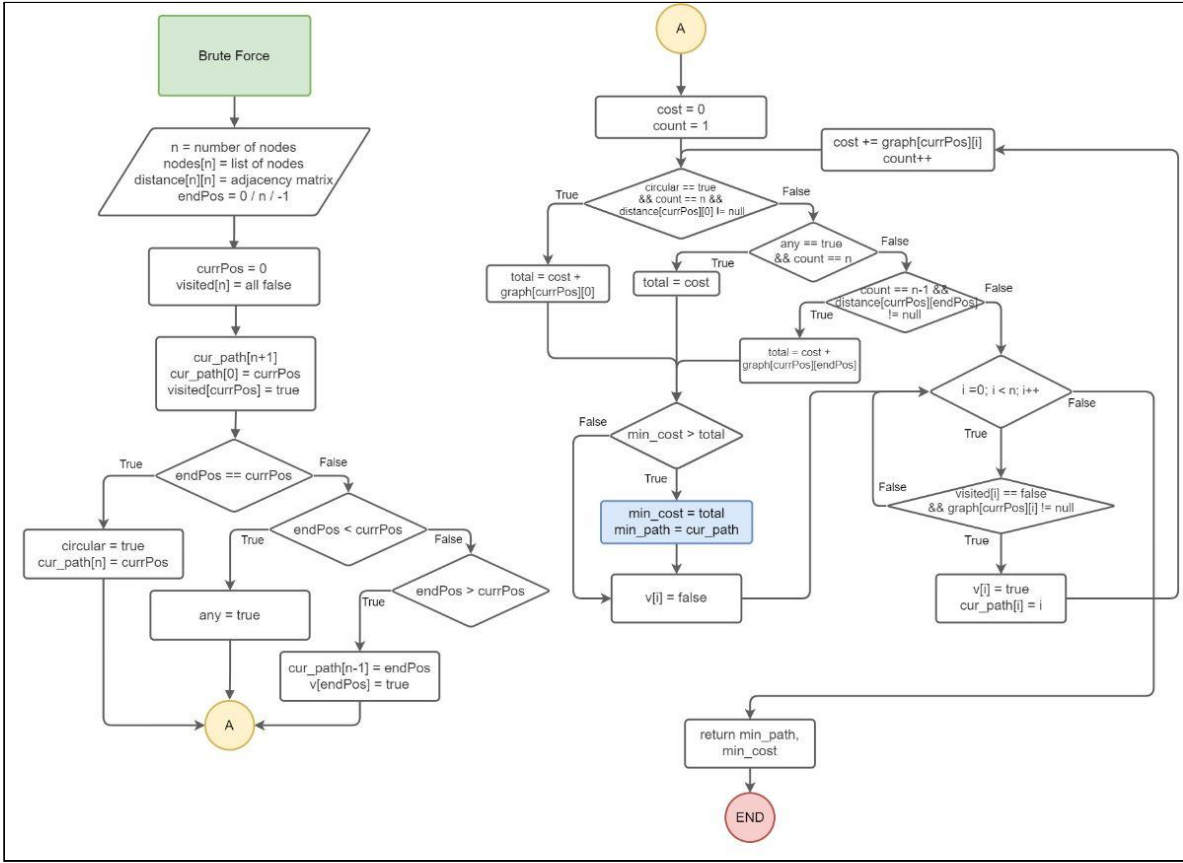 Brute Force
n = number of nodes
nodes[n] = list of nodes
distance[n][n] = adjacency matrix
endPos = 0 / n / -1
currPos = 0
visited[n] = all false
cur_path[n+1]
cur_path[0] = currPos
visited[currPos] = true
True
endPos == currPos
False
circular = true
cur_path[n] = currPos
True
endPos < currPos
False
any = true
True
endPos > currPos
cur_path[n-1] = endPos
v[endPos] = true
A
A
cost = 0
count = 1
cost += graph[currPos][i]
count++
True
circular == true
&& count == n &&
distance[currPos][0] != null
False
total = cost +
graph[currPos][0]
True
any == true
&& count == n
False
total = cost
True
count == n-1 &&
distance[currPos][endPos]
!= null
False
total = cost +
graph[currPos][endPos]
i =0; i < n; i++
False
True
False
min_cost > total
True
min_cost = total
min_path = cur_path
v[i] = false
False
visited[i] == false
&& graph[currPos][i] != null
True
v[i] = true
cur_path[i] = i
return min_path,
min_cost
END